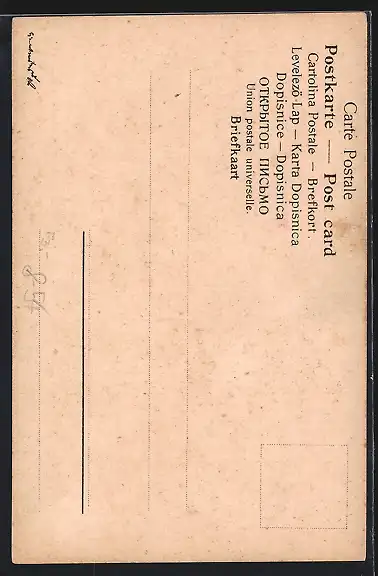 Carte Postale
Postkarte — Post card
Cartolina Postale — Brefkort.
Levelező-Lap — Karta Dopisnica
Dopisnice — Dopisnica
ОТКРЫТОЕ ПИСЬМО
Union postale universelle.
Briefkaart